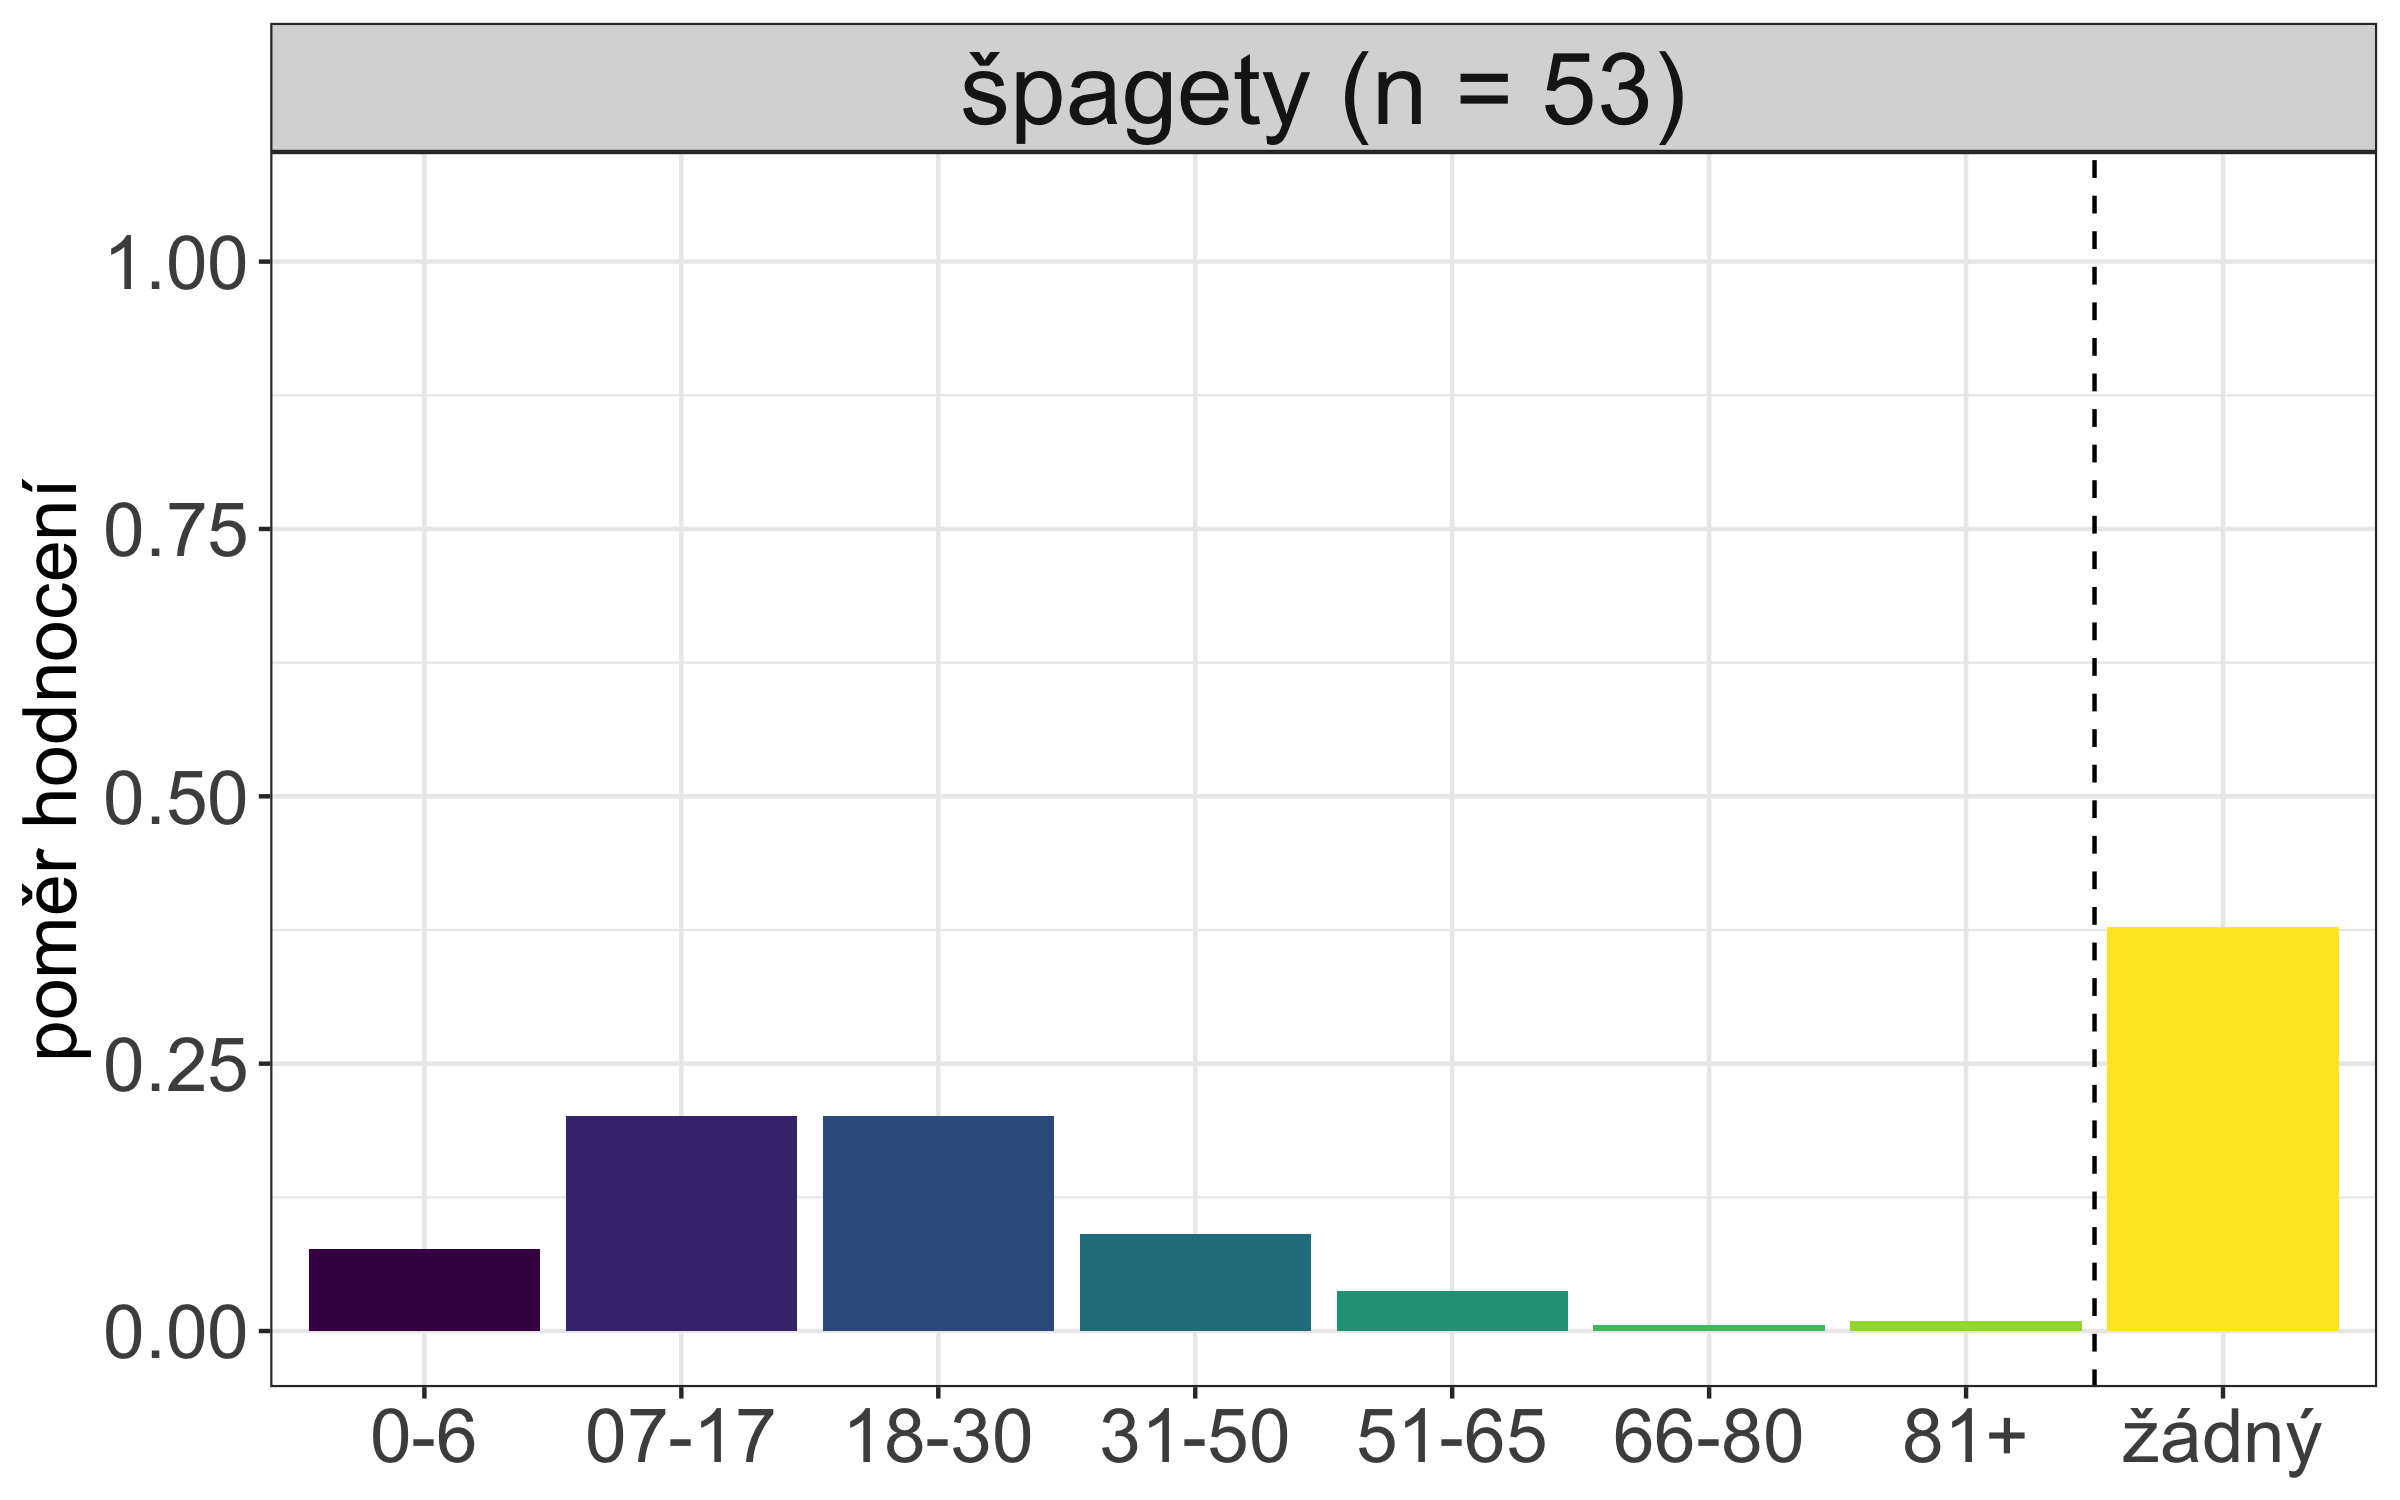 špagety (n = 53)
poměr hodnocení
1.00
0.75
0.50
0.25
0.00
0-6 07-17 18-30 31-50 51-65 66-80 81+ žádný